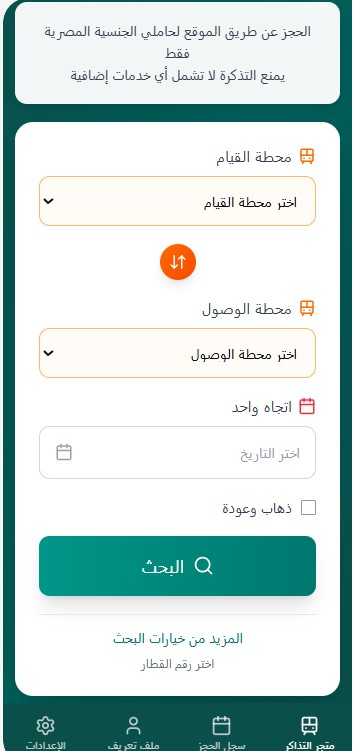 الحجز عن طريق الموقع لحاملي الجنسية المصرية
فقط
يمنع التذكرة لا تشمل أي خدمات إضافية
محطة القيام
اختر محطة القيام
محطة الوصول
اختر محطة الوصول
اتجاه واحد
اختر التاريخ
ذهاب وعودة
البحث
المزيد من خيارات البحث
اختر رقم القطار
متجر التذاكر
سجل الحجز
ملف تعريف
الإعدادات